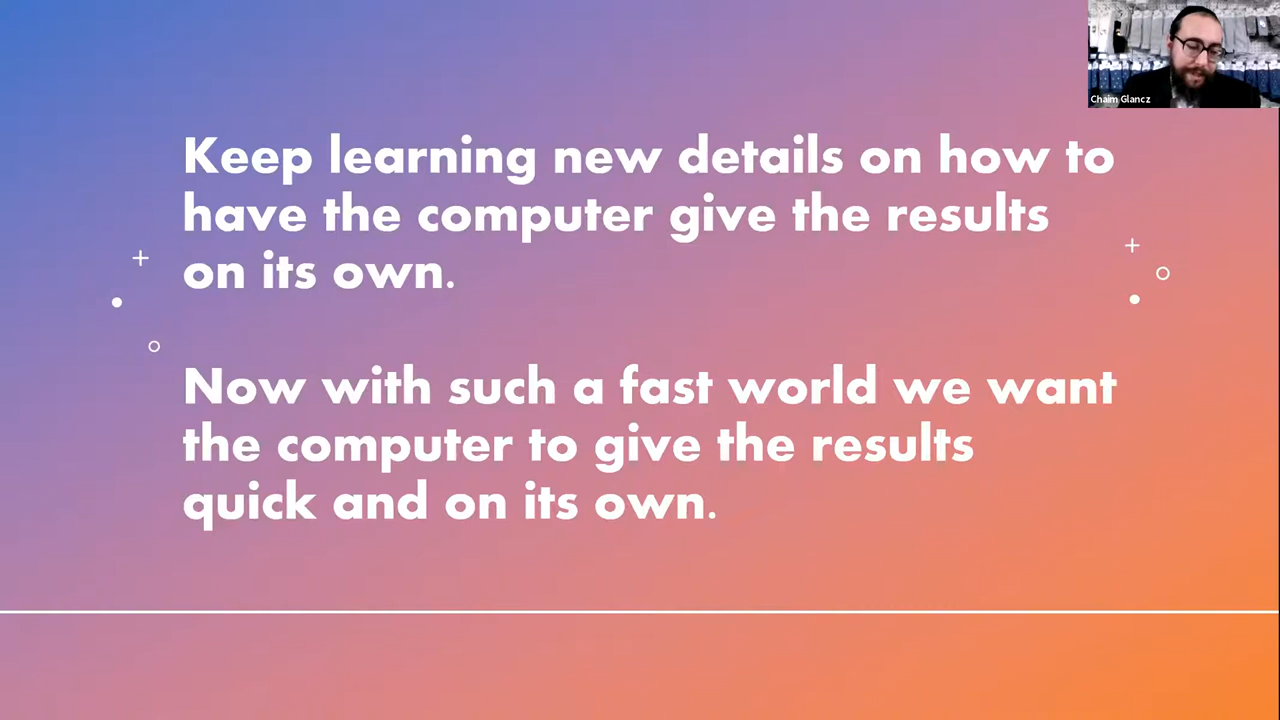 Chaim Glancz
Keep learning new details on how to
have the computer give the results
on its own.
Now with such a fast world we want
the computer to give the results
quick and on its own.